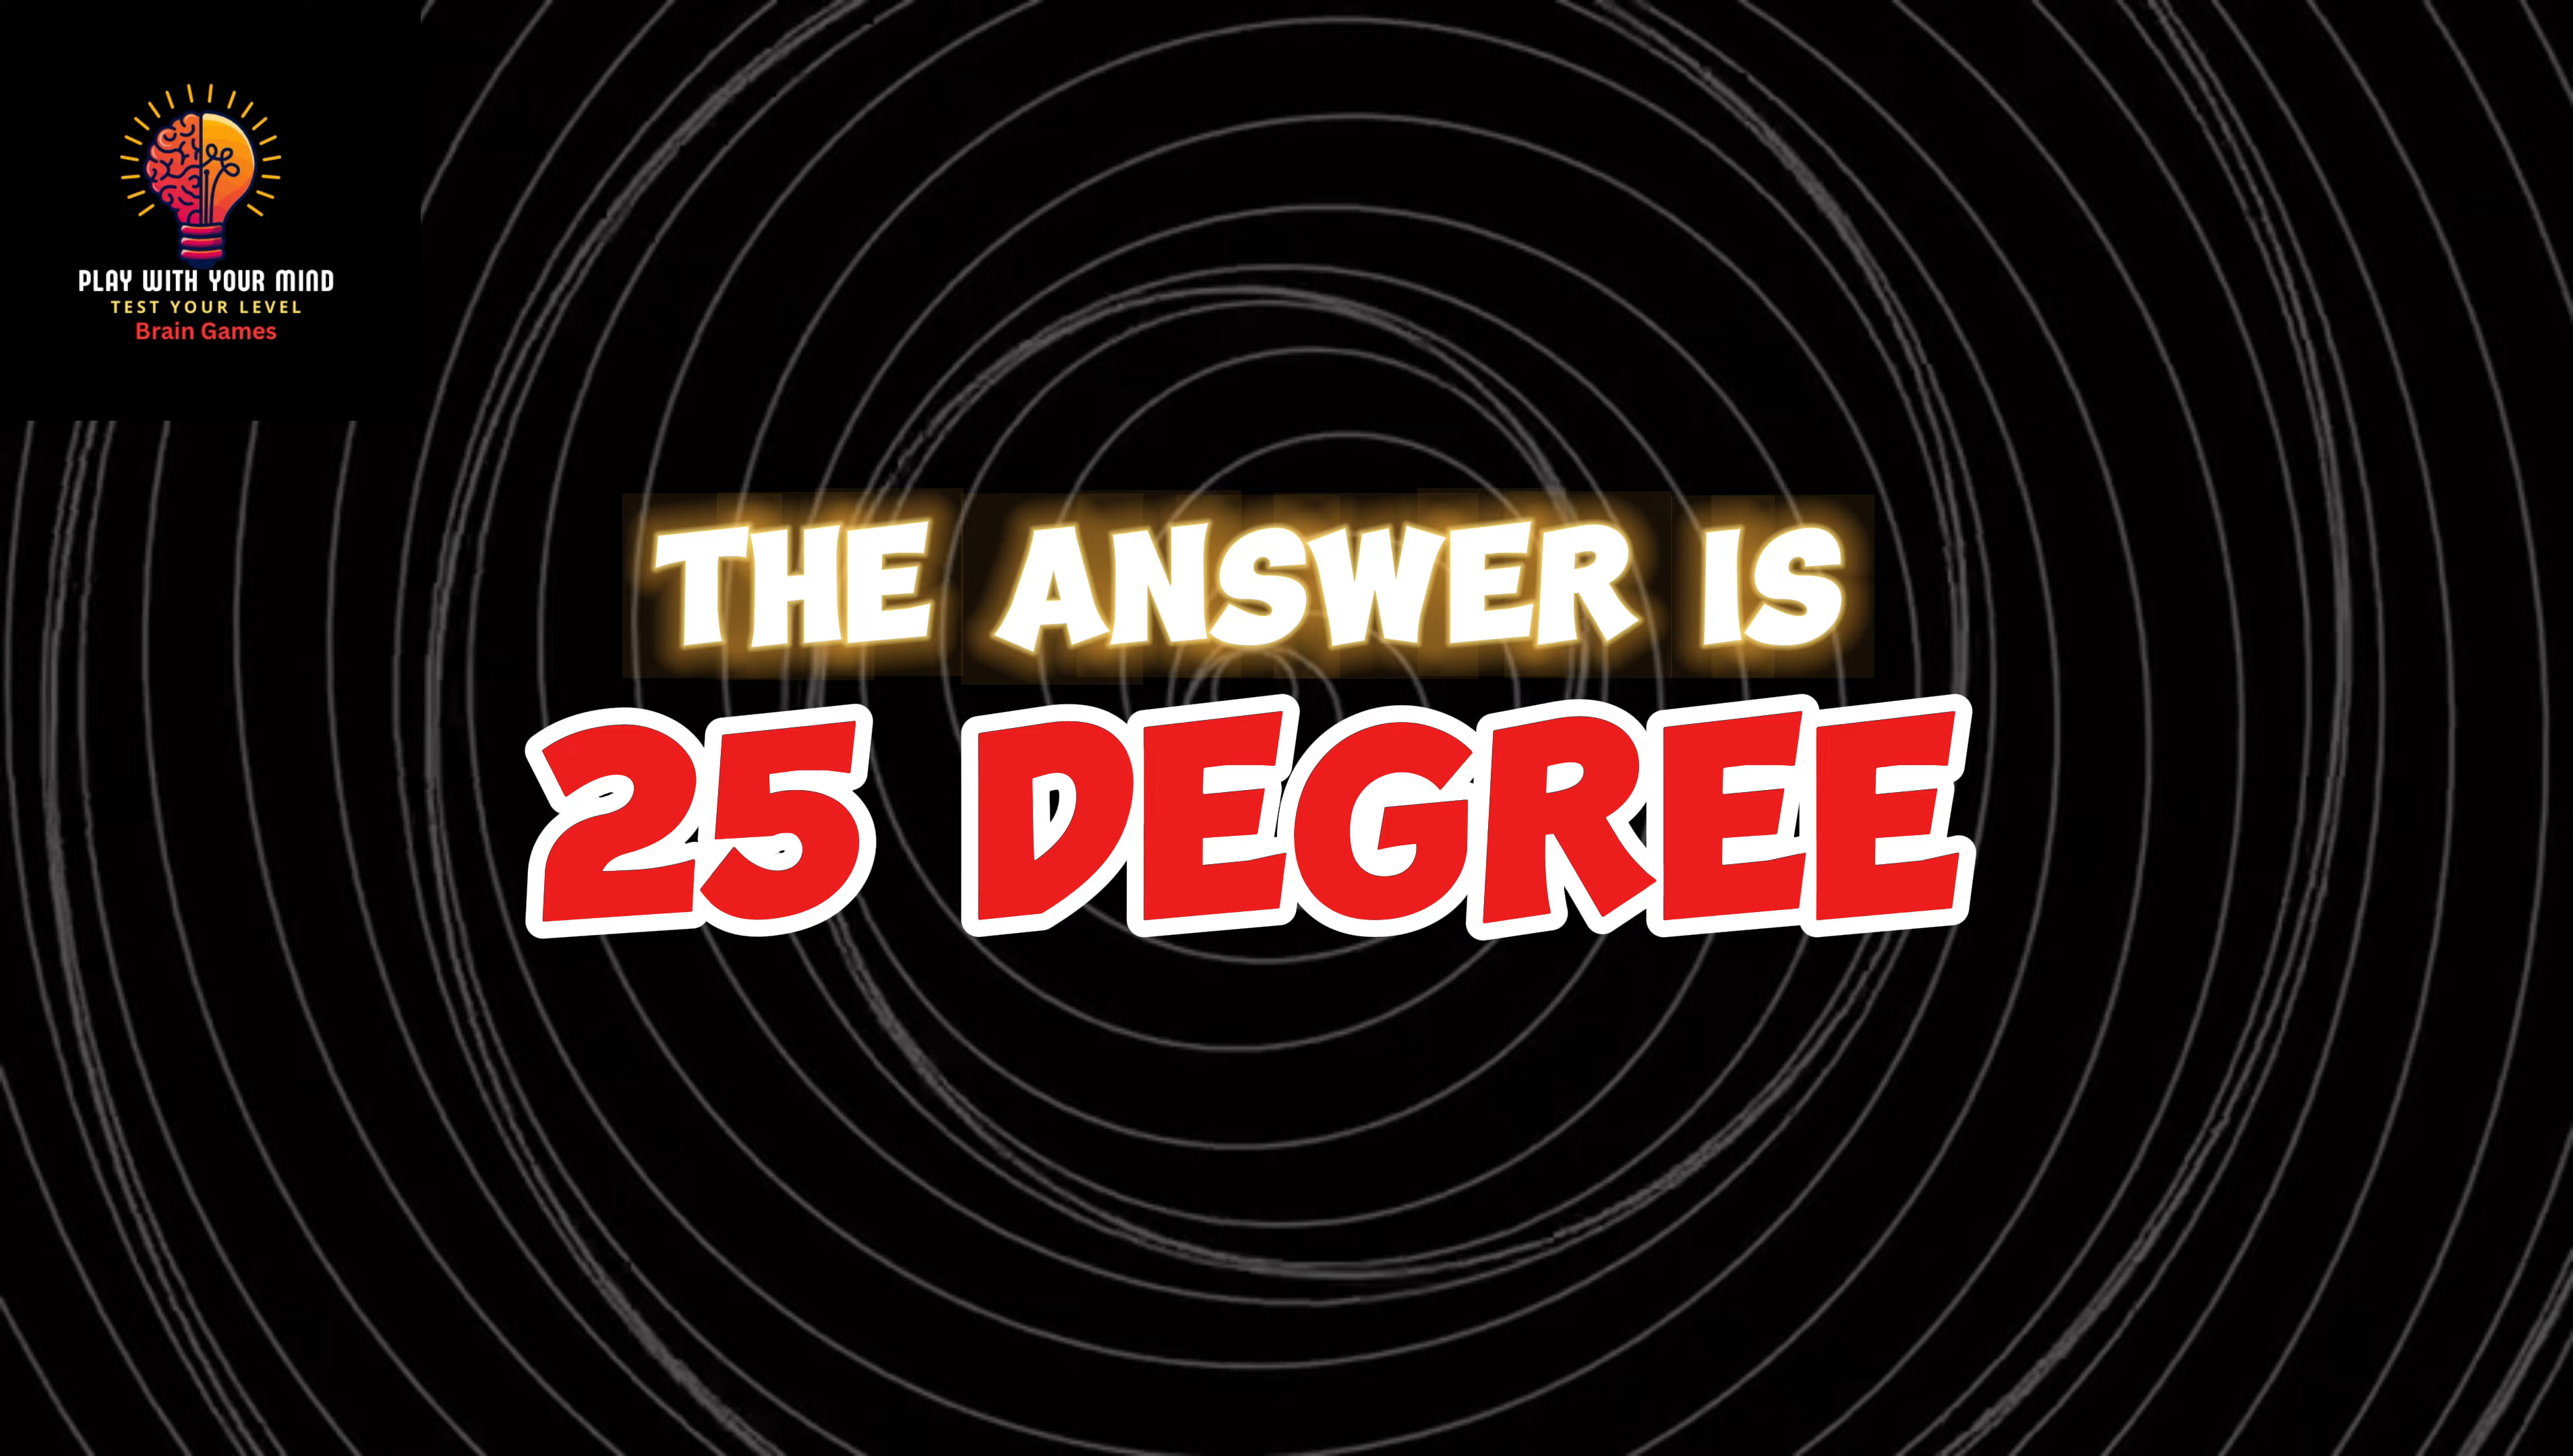 PLAY WITH YOUR MIND
TEST YOUR LEVEL
Brain Games
THE ANSWER IS
25 DEGREE